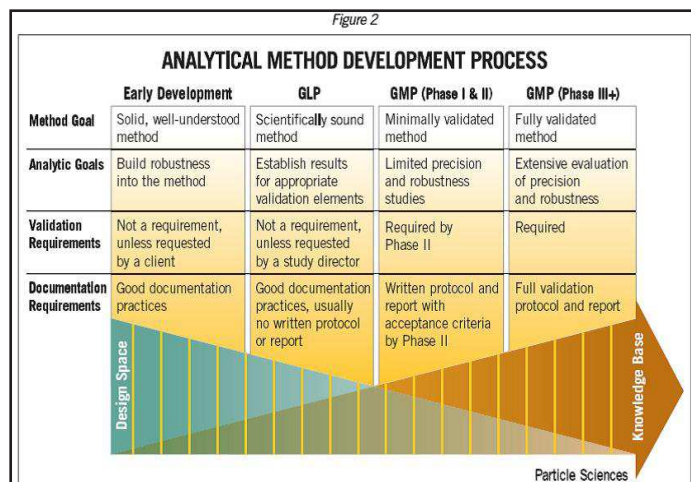 Figure 2
ANALYTICAL METHOD DEVELOPMENT PROCESS
Early Development
GLP
GMP (Phase I & II)
GMP (Phase III+)
Method Goal
Solid, well-understood
method
Scientifically sound
method
Minimally validated
method
Fully validated
method
Analytic Goals
Build robustness
into the method
Establish results
for appropriate
validation elements
Limited precision
and robustness
studies
Extensive evaluation
of precision
and robustness
Validation
Requirements
Not a requirement,
unless requested
by a client
Not a requirement,
unless requested
by a study director
Required by
Phase II
Required
Documentation
Requirements
Good documentation
practices
Good documentation
practices, usually
no written protocol
or report
Written protocol and
report with
acceptance criteria
by Phase II
Full validation
protocol and report
Design Space
Knowledge Base
Particle Sciences